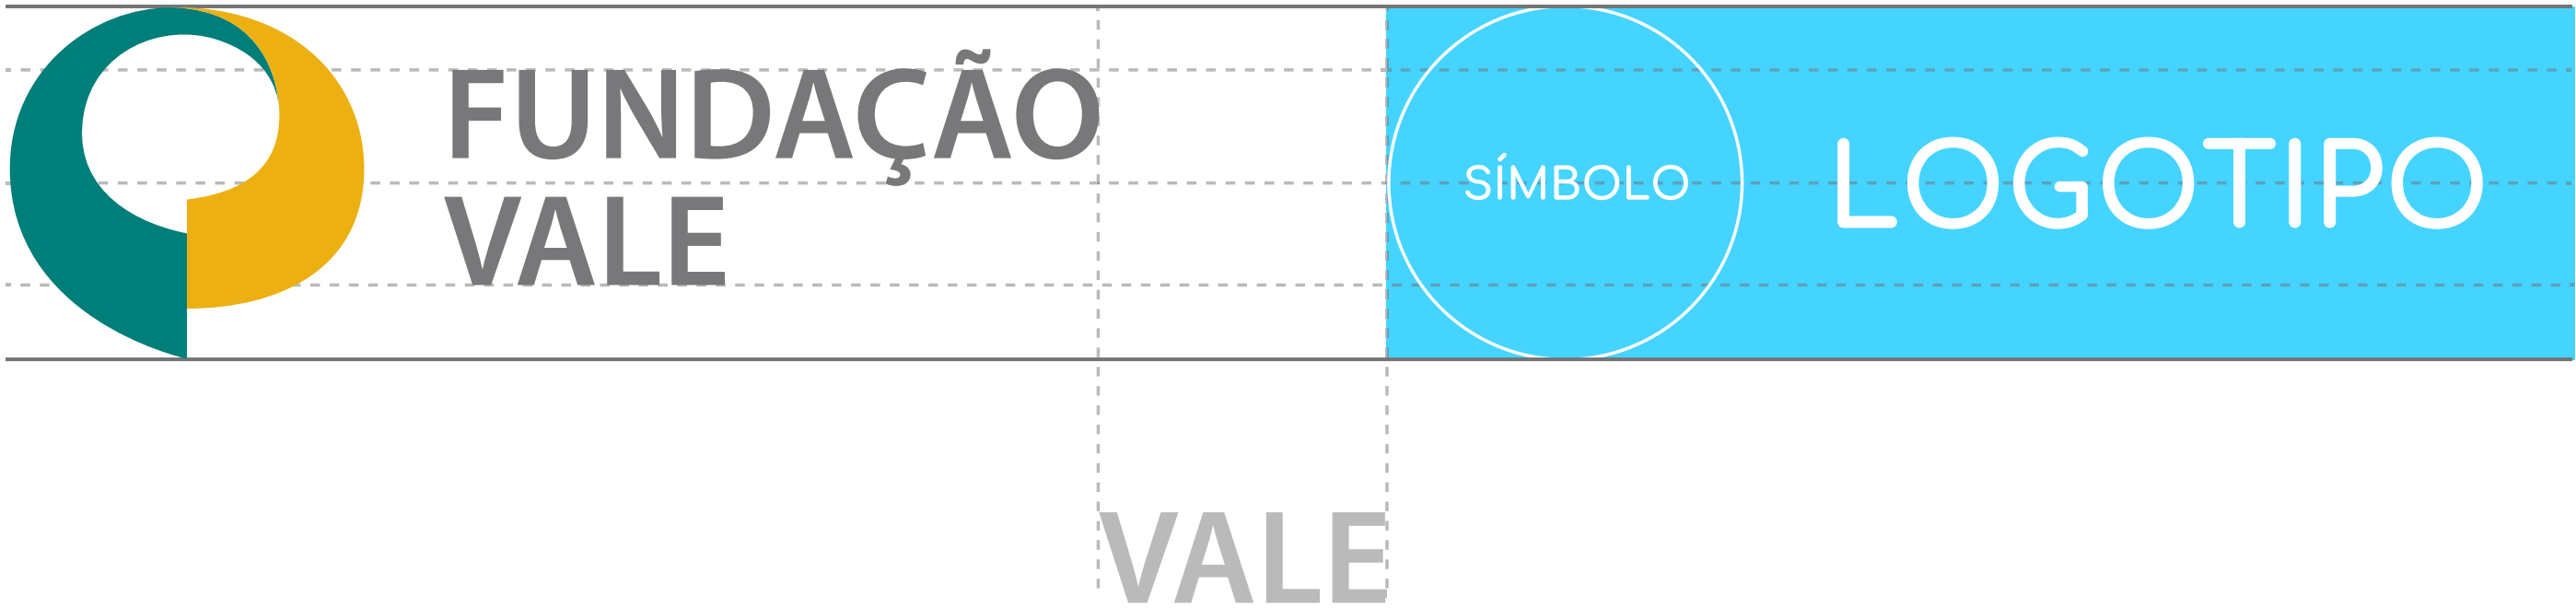 FUNDAÇÃO
VALE
SÍMBOLO
LOGOTIPO
VALE